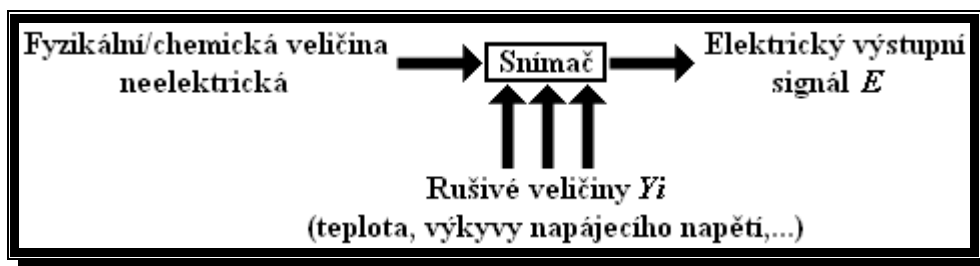 Fyzikální/chemická veličina
neelektrická
Snímač
Elektrický výstupní
signál E
Rušivé veličiny Yi
(teplota, výkyvy napájecího napětí,...)